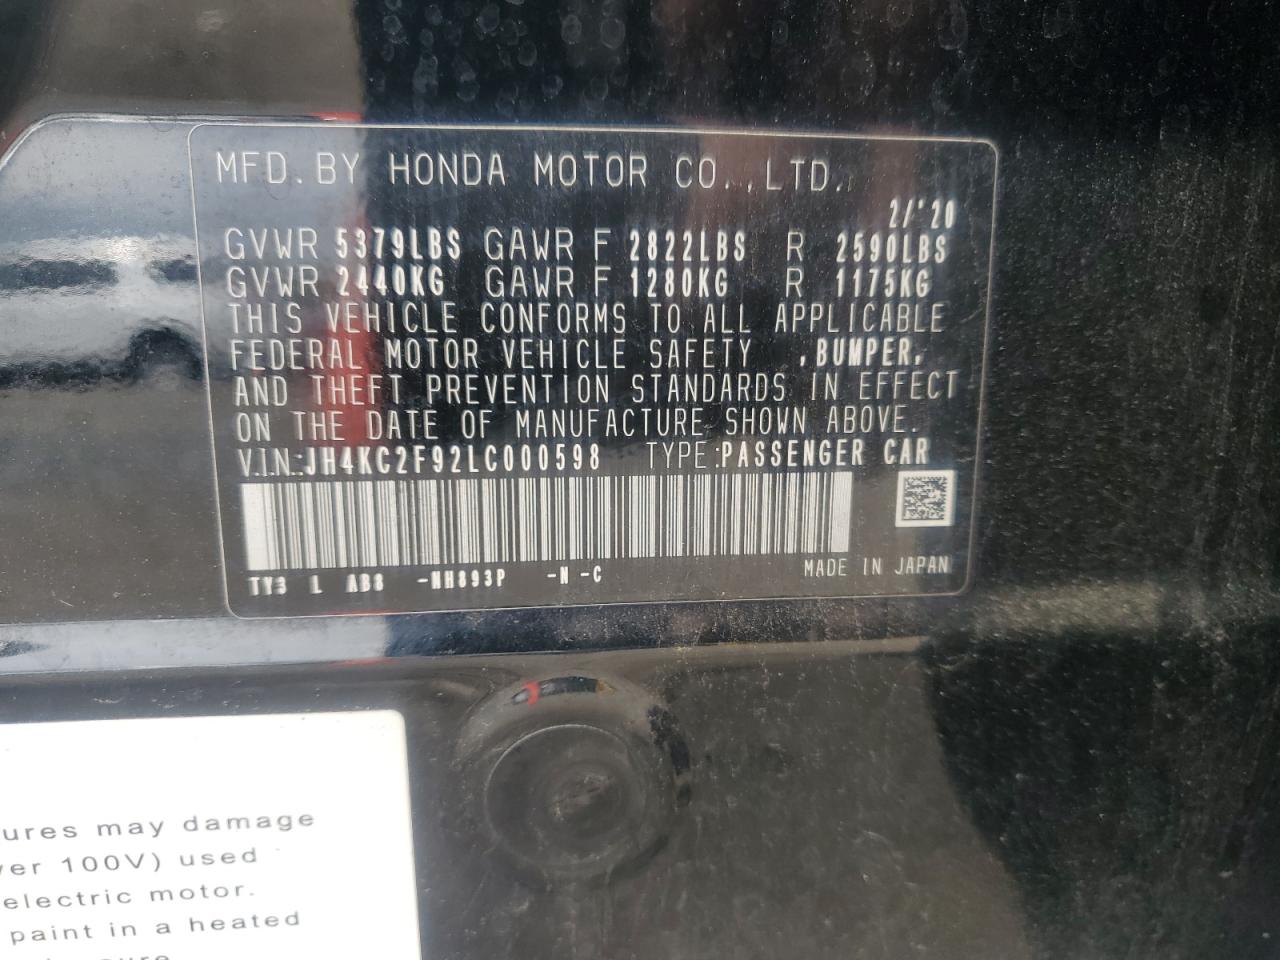 MFD. BY HONDA MOTOR CO., LTD.
2/'20
GVWR 5379LBS GAWR F 2822LBS R 2590LBS
GVWR 2440KG GAWR F 1280KG R 1175KG
THIS VEHICLE CONFORMS TO ALL APPLICABLE
FEDERAL MOTOR VEHICLE SAFETY ,BUMPER,
AND THEFT PREVENTION STANDARDS IN EFFECT
ON THE DATE OF MANUFACTURE SHOWN ABOVE.
V.I.N.:JH4KC2F92LC000598 TYPE:PASSENGER CAR
TY3 L AB8 -NH893P -N -C MADE IN JAPAN
ures may damage
ver 100V) used
electric motor.
paint in a heated